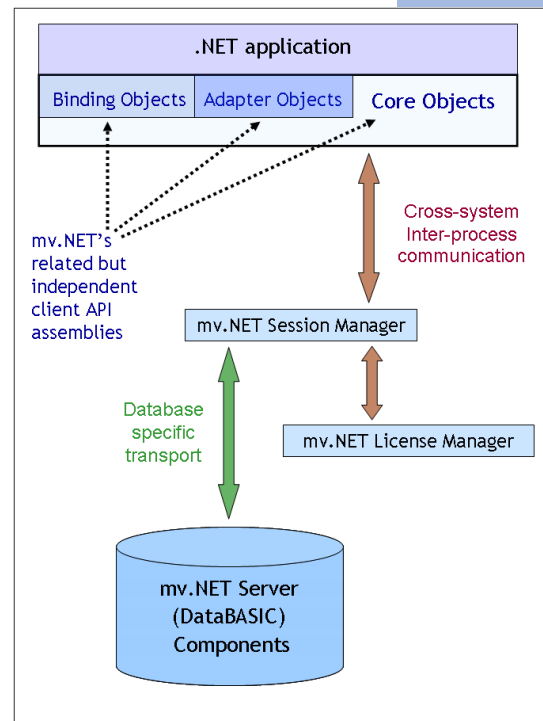 .NET application
Binding Objects
Adapter Objects
Core Objects
mv.NET's
related but
independent
client API
assemblies
Cross-system
Inter-process
communication
mv.NET Session Manager
Database
specific
transport
mv.NET License Manager
mv.NET Server
(DataBASIC)
Components